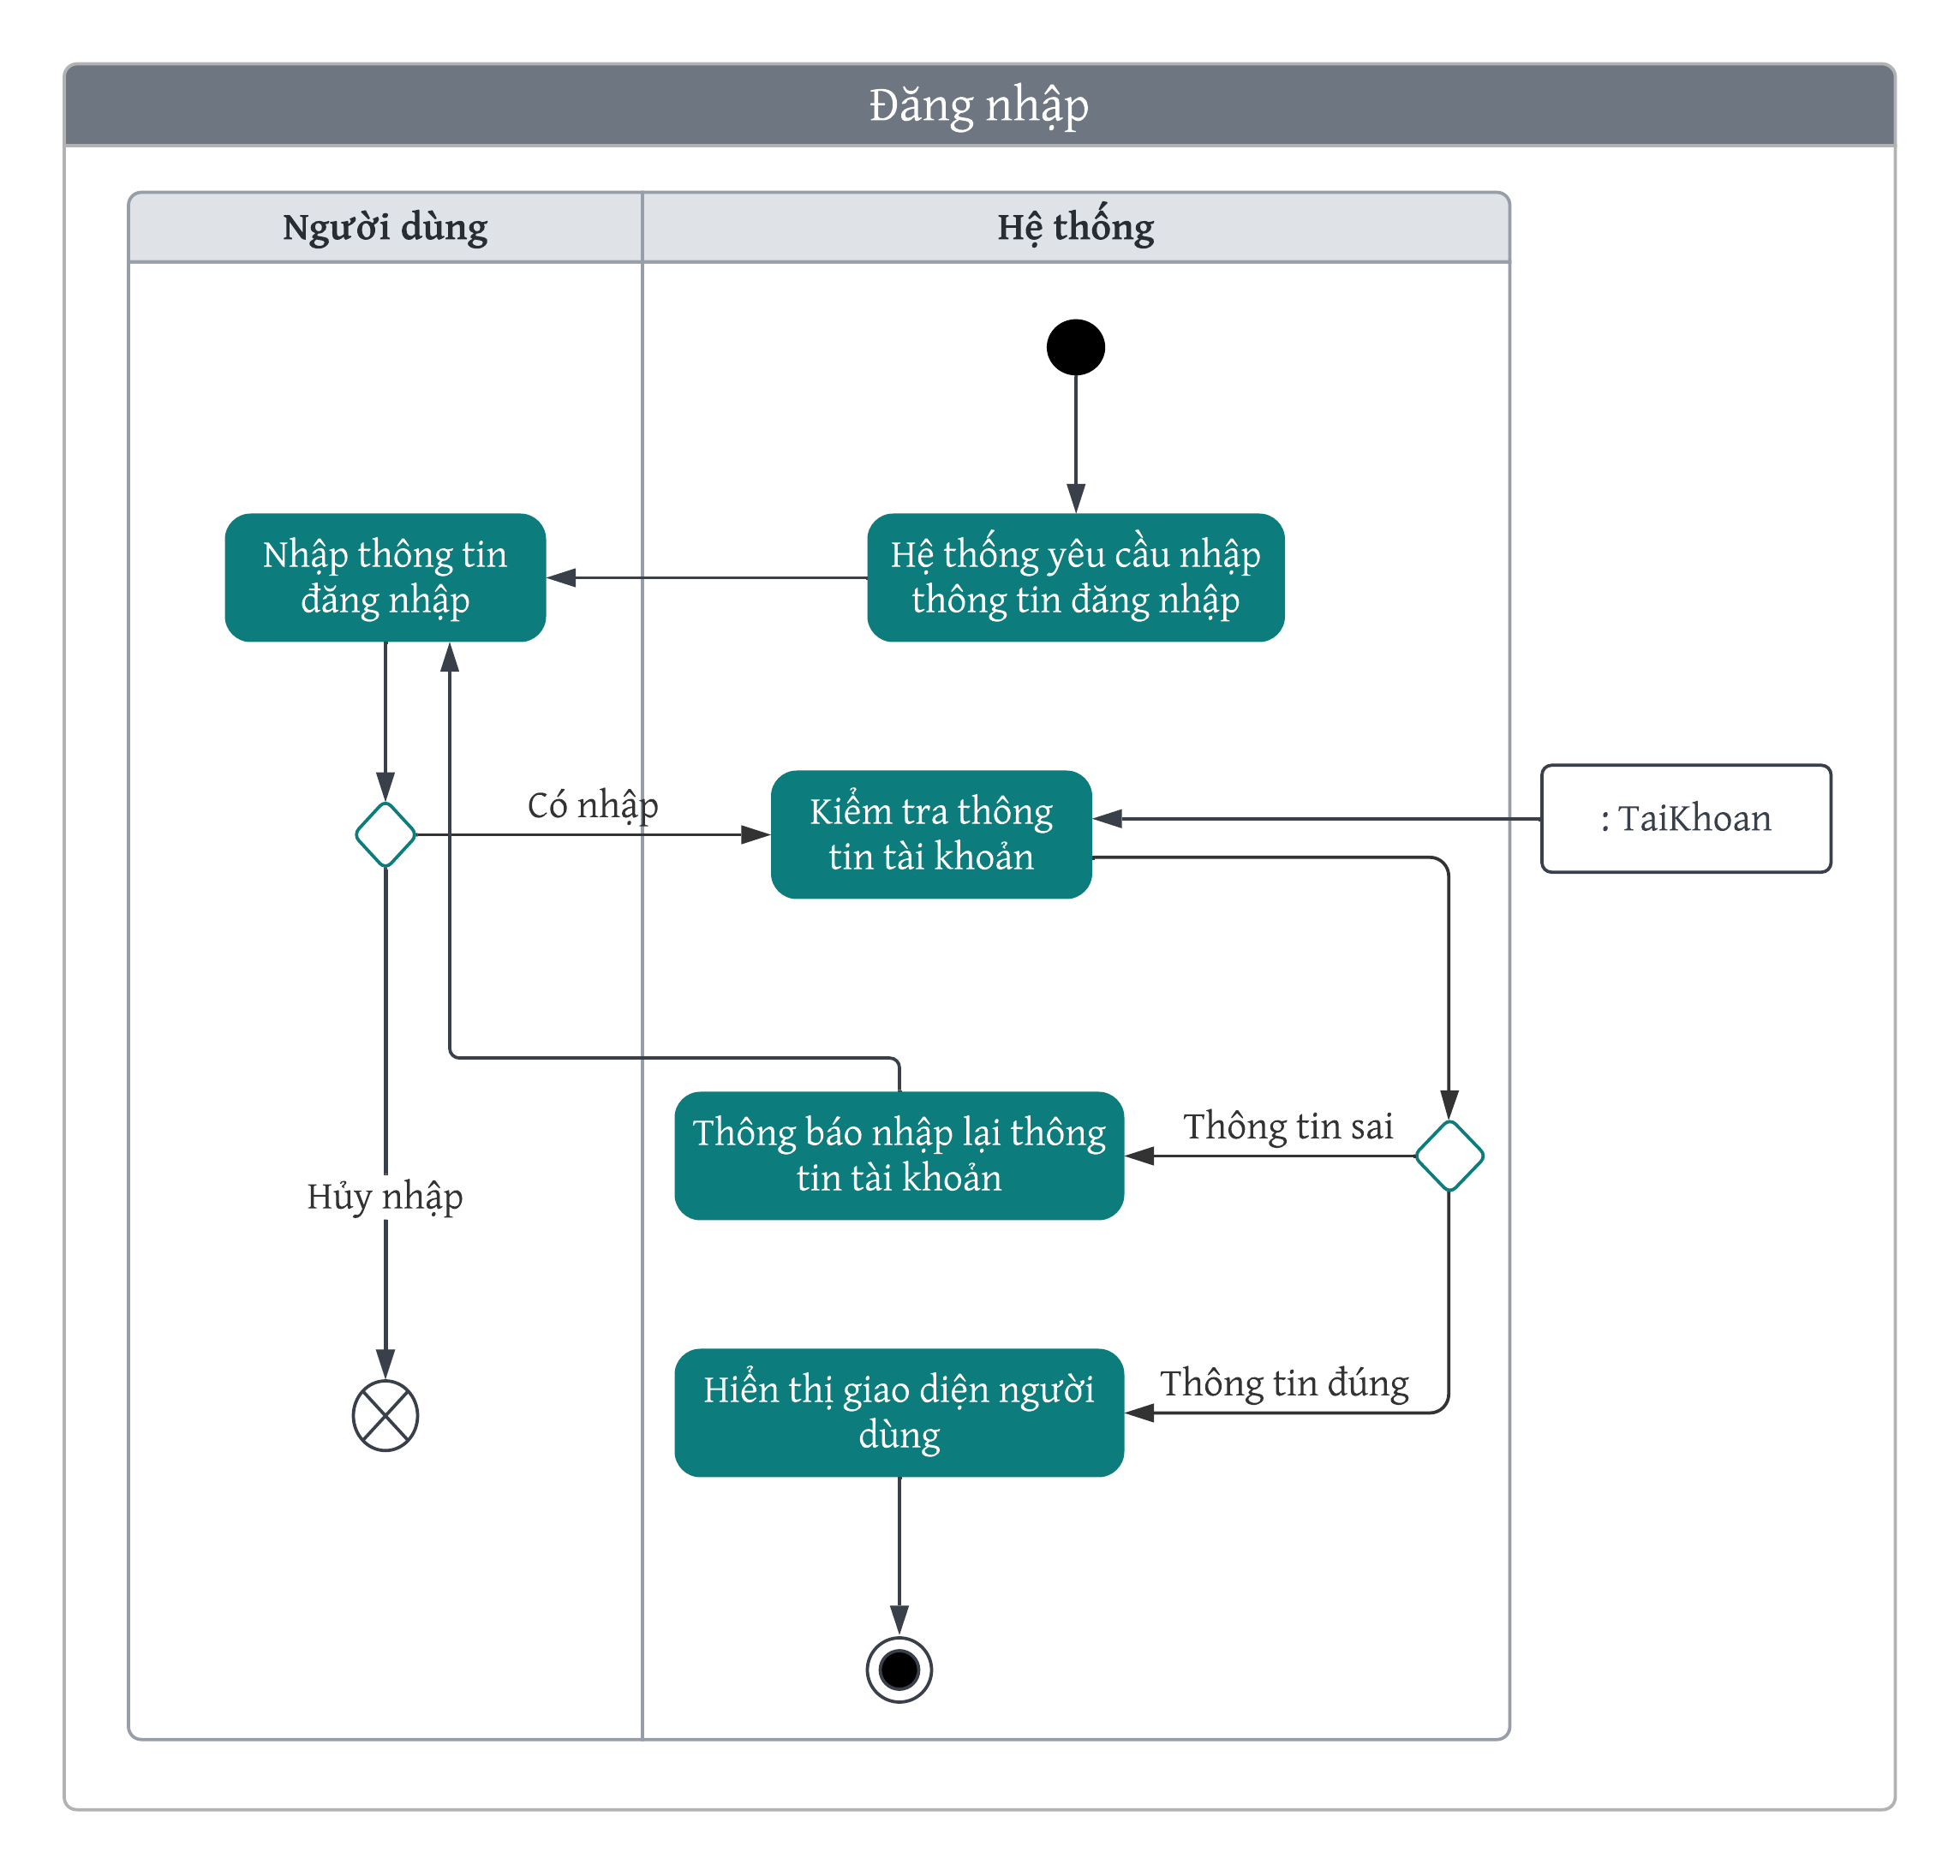 Đăng nhập
Người dùng
Hệ thống
Nhập thông tin
đăng nhập
Hệ thống yêu cầu nhập
thông tin đăng nhập
Có nhập
Kiểm tra thông
tin tài khoản
: TaiKhoan
Thông báo nhập lại thông
tin tài khoản
Thông tin sai
Hủy nhập
Hiển thị giao diện người
dùng
Thông tin đúng